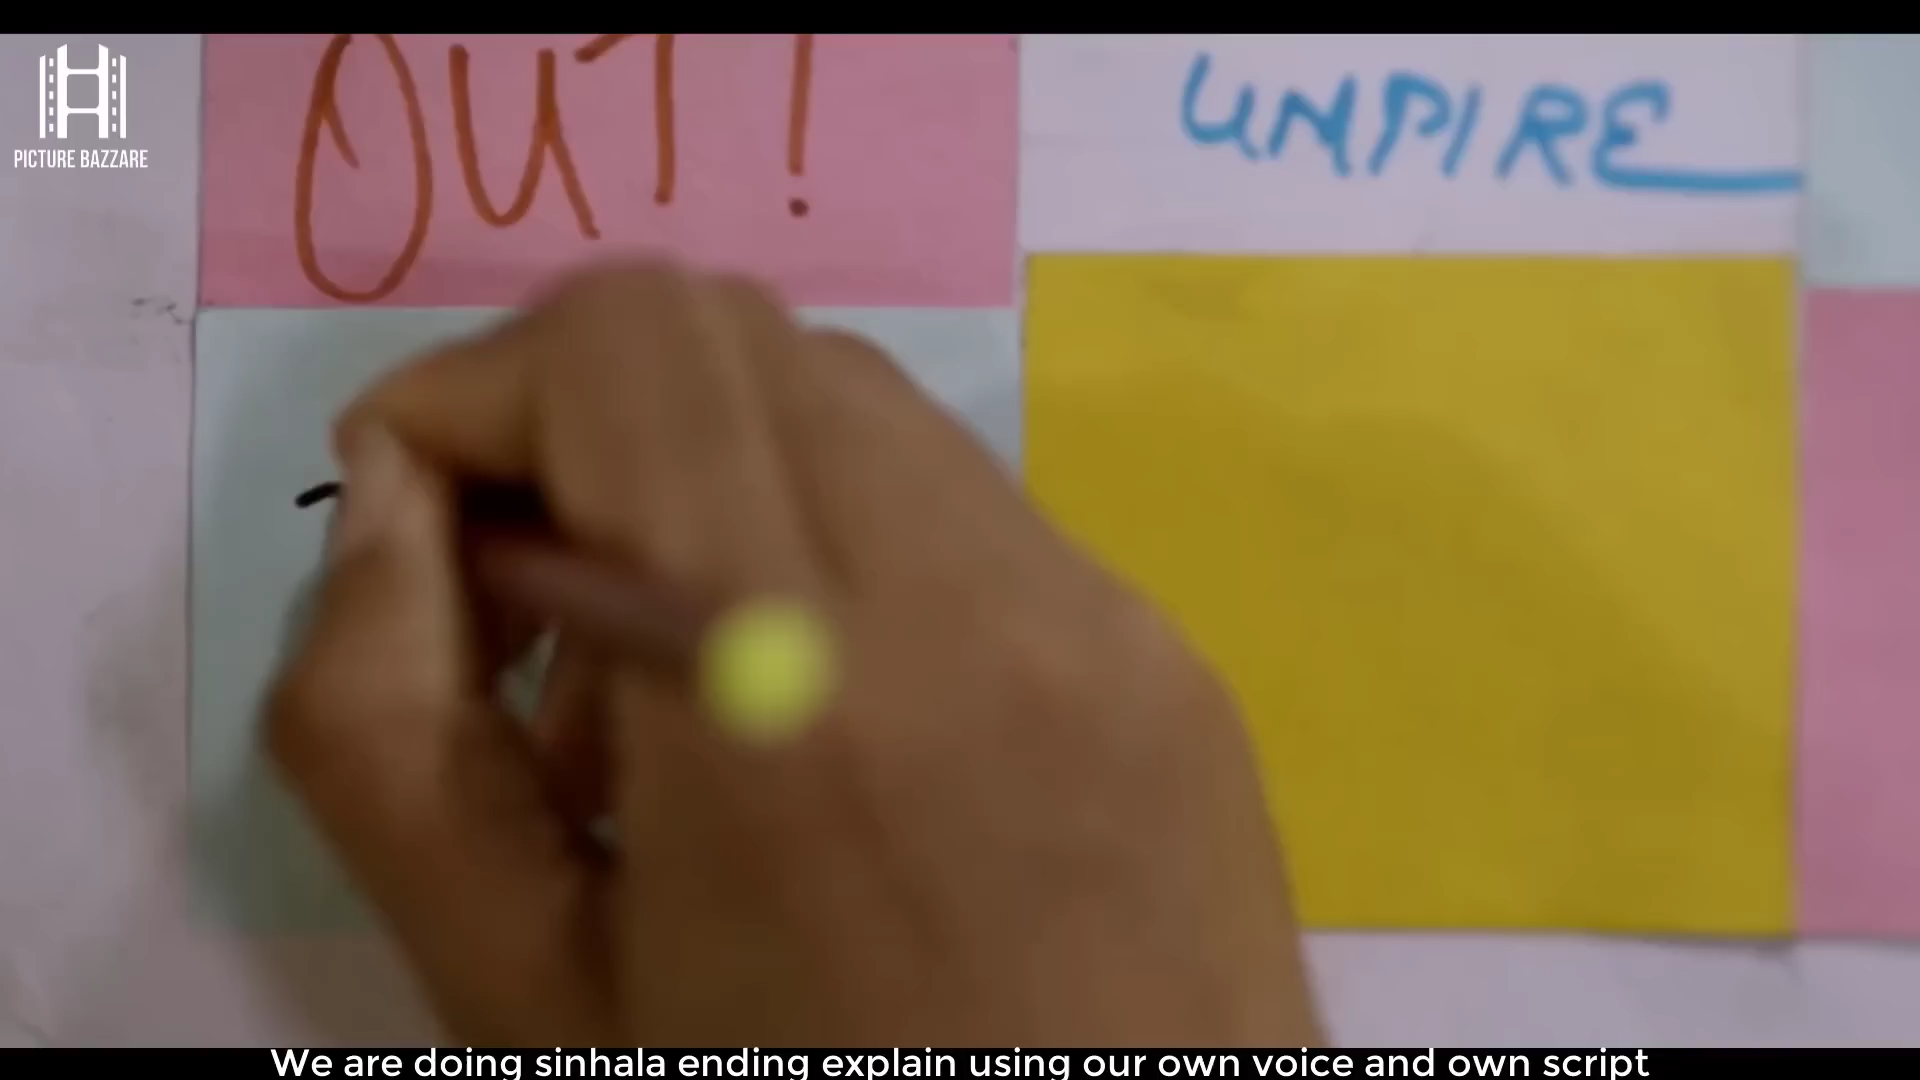 OUT!
UNPIRE
PICTURE BAZZARE
We are doing sinhala ending explain using our own voice and own script